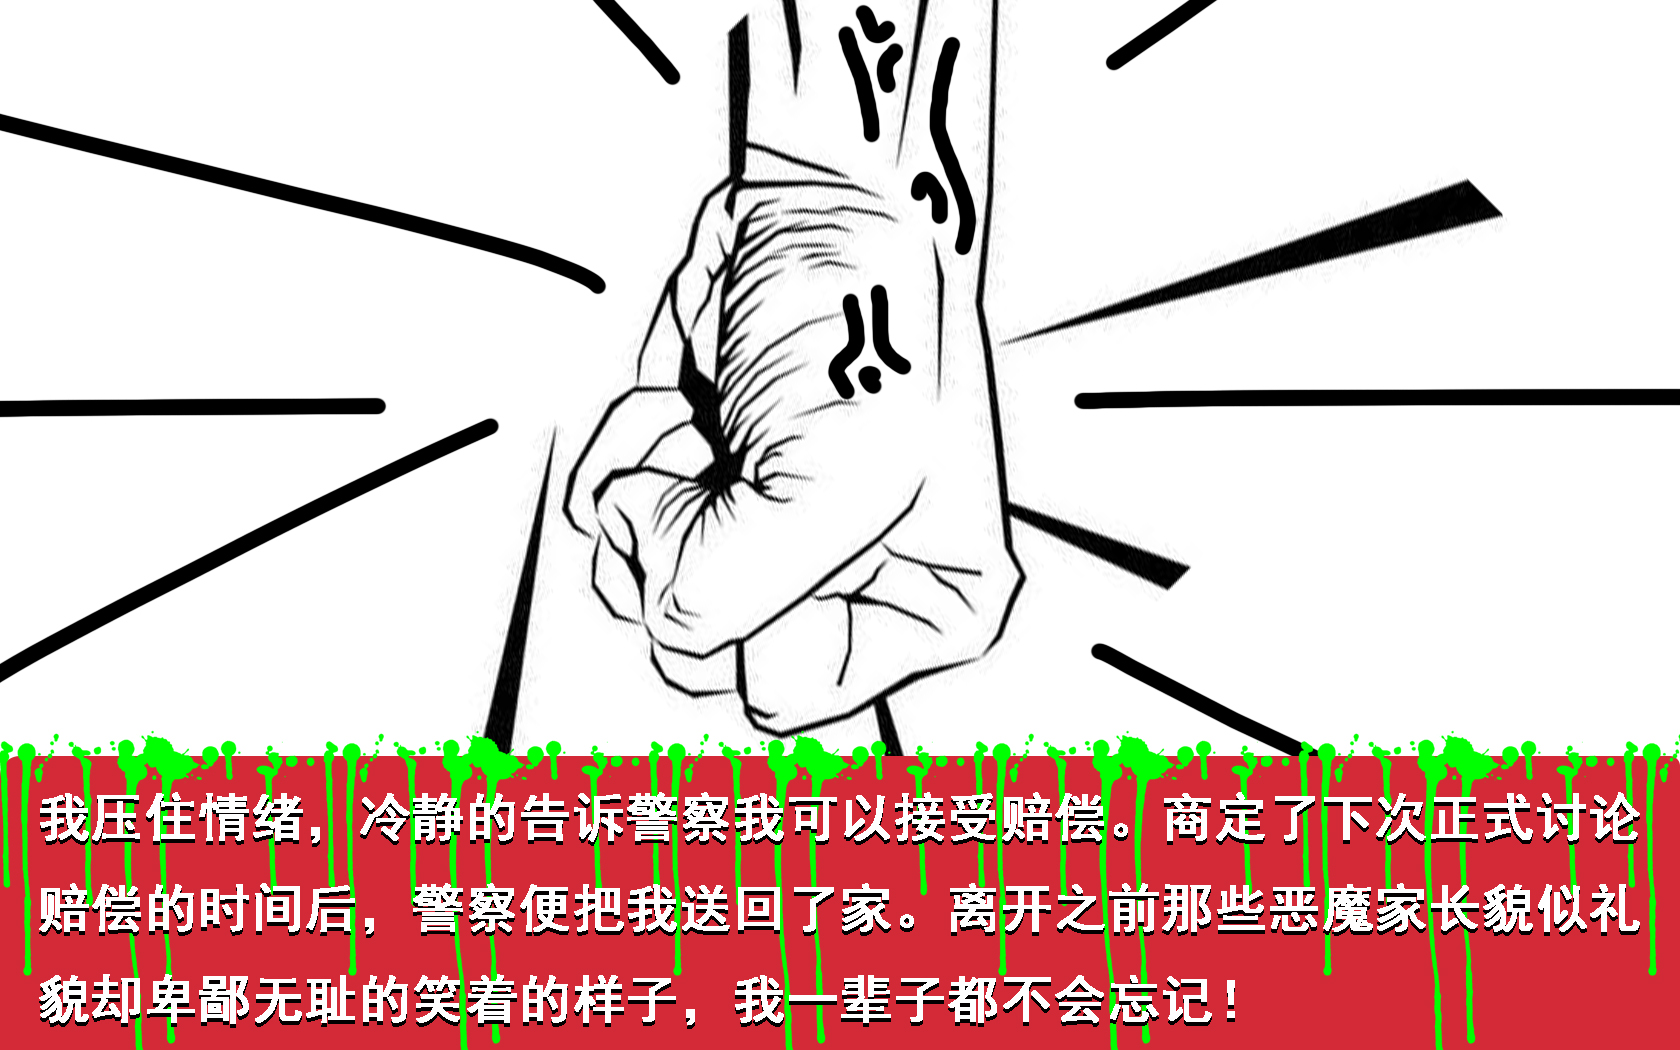 我压住情绪，冷静的告诉警察我可以接受赔偿。商定了下次正式讨论
赔偿的时间后，警察便把我送回了家。离开之前那些恶魔家长貌似礼
貌却卑鄙无耻的笑着的样子，我一辈子都不会忘记！